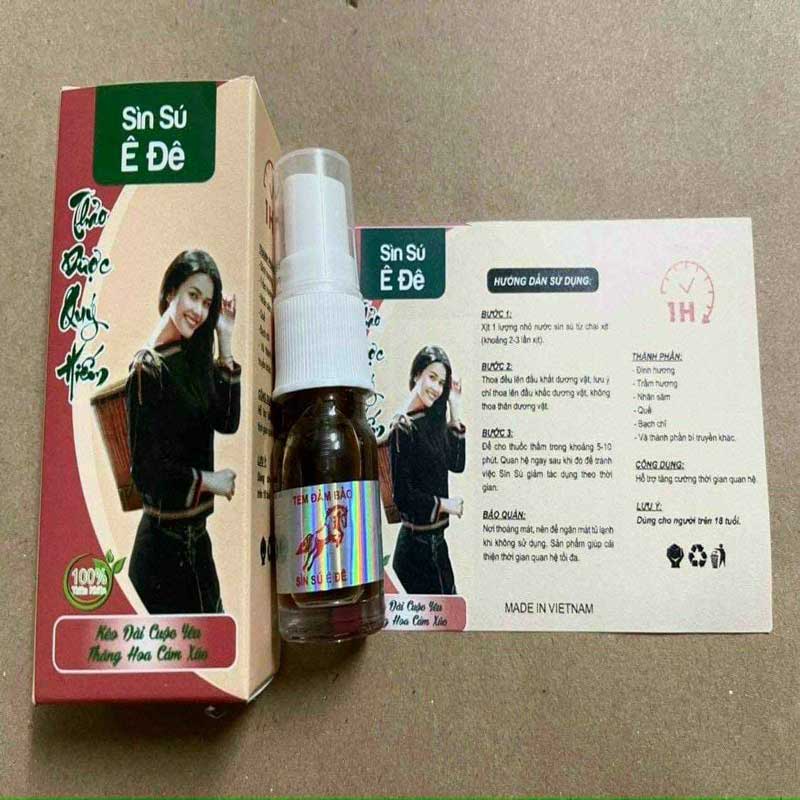 Sìn Sú
Ê Đê
Thảo
Dược
Quý
Hiếm
1H
100%
Thiên Nhiên
Kéo Dài Cuộc Yêu
Thăng Hoa Cảm Xúc
TEM ĐẢM BẢO
SÌN SÚ Ê ĐÊ
Sìn Sú
Ê Đê
HƯỚNG DẪN SỬ DỤNG:
BƯỚC 1:
Xịt 1 lượng nhỏ nước sìn sú từ chai xịt
(khoảng 2-3 lần xịt).
BƯỚC 2:
Thoa đều lên đầu khất dương vật, lưu ý
chỉ thoa lên đầu khấc dương vật, không
thoa thân dương vật.
BƯỚC 3:
Để cho thuốc thấm trong khoảng 5-10
phút. Quan hệ ngay sau khi đó để tránh
việc Sìn Sú giảm tác dụng theo thời
gian.
BẢO QUẢN:
Nơi thoáng mát, nên để ngăn mát tủ lạnh
khi không sử dụng. Sản phẩm giúp cải
thiện thời gian quan hệ tối đa.
MADE IN VIETNAM
1H
THÀNH PHẦN:
- Đinh hương
- Trầm hương
- Nhân sâm
- Quế
- Bạch chỉ
- Và thành phần bí truyền khác.
CÔNG DỤNG:
Hỗ trợ tăng cường thời gian quan hệ
LƯU Ý:
Dùng cho người trên 18 tuổi.
Dài Cuộc Yêu
Hoa Cảm Xúc